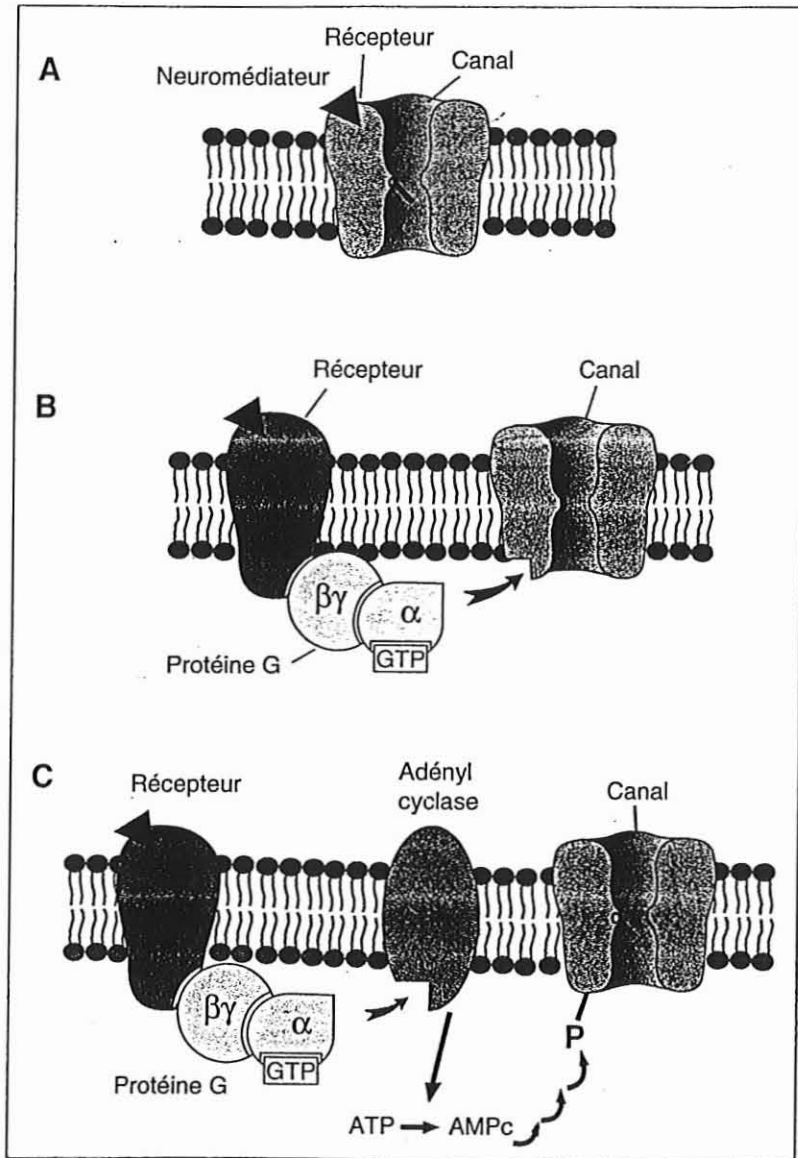 A
Récepteur
Canal
Neuromédiateur
B
Récepteur
Canal
βγ
α
GTP
Protéine G
C
Récepteur
Adényl
cyclase
Canal
βγ
α
GTP
Protéine G
P
ATP → AMPc